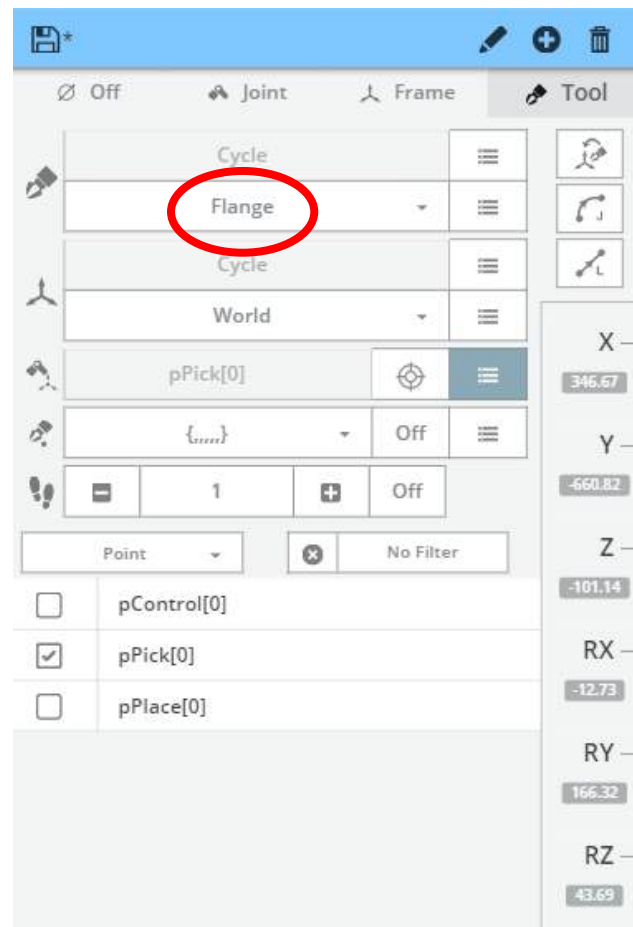 *
Off Joint Frame Tool
Cycle
Flange
J
Cycle
L
World
X
pPick[0]
346.67
{,,,,,} Off
Y
1 Off
-660.82
Point No Filter
Z
-101.14
pControl[0]
pPick[0]
RX
-12.73
pPlace[0]
RY
166.32
RZ
43.69